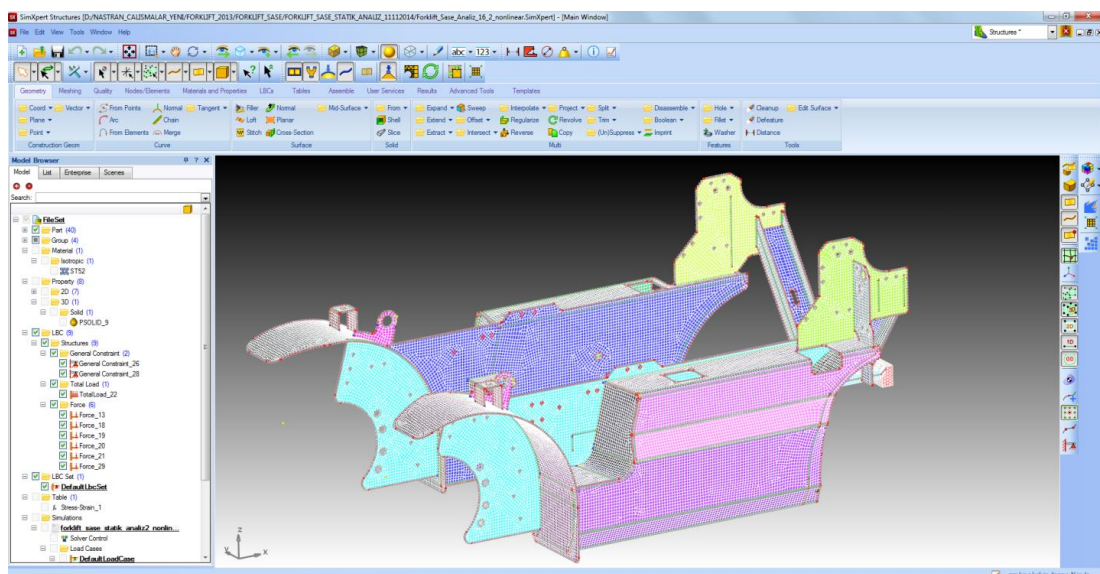 SimXpert Structures [D:/NASTRAN_CALISMALAR_YENI/FORKLIFT_2013/FORKLIFT_SASE/FORKLIFT_SASE_STATIK_ANALIZ_11112014/Forklift_Sase_Analiz_16_2_nonlinear.SimXpert] - [Main Window]
File Edit View Tools Window Help
Structures *
abc 123
Geometry Meshing Quality Nodes/Elements Materials and Properties LBCs Tables Assemble User Services Results Advanced Tools Templates
Coord Vector From Points Normal Tangent Filler Normal Mid-Surface From Expand Sweep Interpolate Project Split Disassemble Hole Cleanup Edit Surface
Plane Arc Chain Loft Planar Shell Extend Offset Regularize Revolve Trim Boolean Fillet Defeature
Point From Elements Merge Stitch Cross-Section Slice Extract Intersect Reverse Copy (Un)Suppress Imprint Washer Distance
Construction Geom Curve Surface Solid Multi Features Tools
Model Browser
Model List Enterprise Scenes
Search:
FileSet
Part (40)
Group (4)
Material (1)
Isotropic (1)
ST52
Property (8)
2D (7)
3D (1)
Solid (1)
PSOLID_9
LBC (9)
Structures (9)
General Constraint (2)
General Constraint_26
General Constraint_28
Total Load (1)
TotalLoad_22
Force (6)
Force_13
Force_18
Force_19
Force_20
Force_21
Force_29
LBC Set (1)
DefaultLbcSet
Table (1)
Stress-Strain_1
Simulations
forklift_sase_statik_analiz2_nonlin...
Solver Control
Load Cases
DefaultLoadCase
Z
Y
X
2D
1D